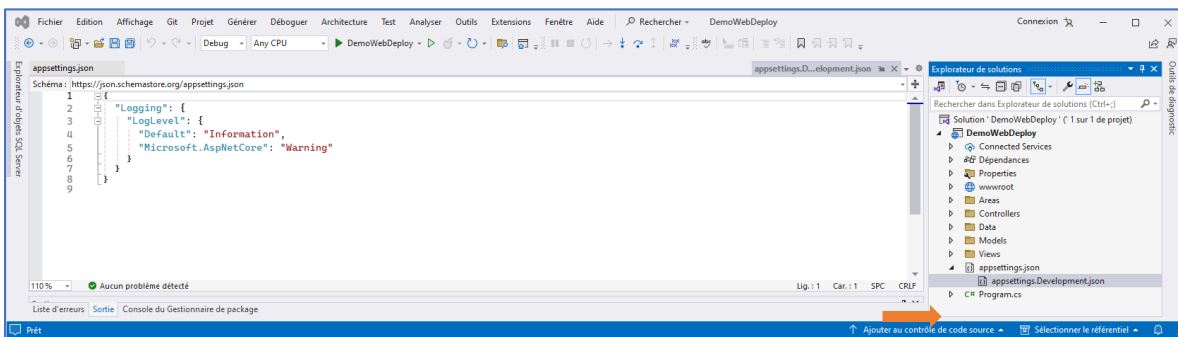 Fichier Edition Affichage Git Projet Générer Déboguer Architecture Test Analyser Outils Extensions Fenêtre Aide Rechercher DemoWebDeploy Connexion
Debug Any CPU DemoWebDeploy
appsettings.json appsettings.D...elopment.json
Explorateur d'objets SQL Server
Schéma : https://json.schemastore.org/appsettings.json
1 {
2 "Logging": {
3 "LogLevel": {
4 "Default": "Information",
5 "Microsoft.AspNetCore": "Warning"
6 }
7 }
8 }
9
110 % Aucun problème détecté Lig. : 1 Car. : 1 SPC CRLF
Liste d'erreurs Sortie Console du Gestionnaire de package
Explorateur de solutions
Rechercher dans Explorateur de solutions (Ctrl+;)
Solution ' DemoWebDeploy ' (' 1 sur 1 de projet)
DemoWebDeploy
Connected Services
Dépendances
Properties
wwwroot
Areas
Controllers
Data
Models
Views
appsettings.json
appsettings.Development.json
C# Program.cs
Outils de diagnostic
Prêt Ajouter au contrôle de code source Sélectionner le référentiel